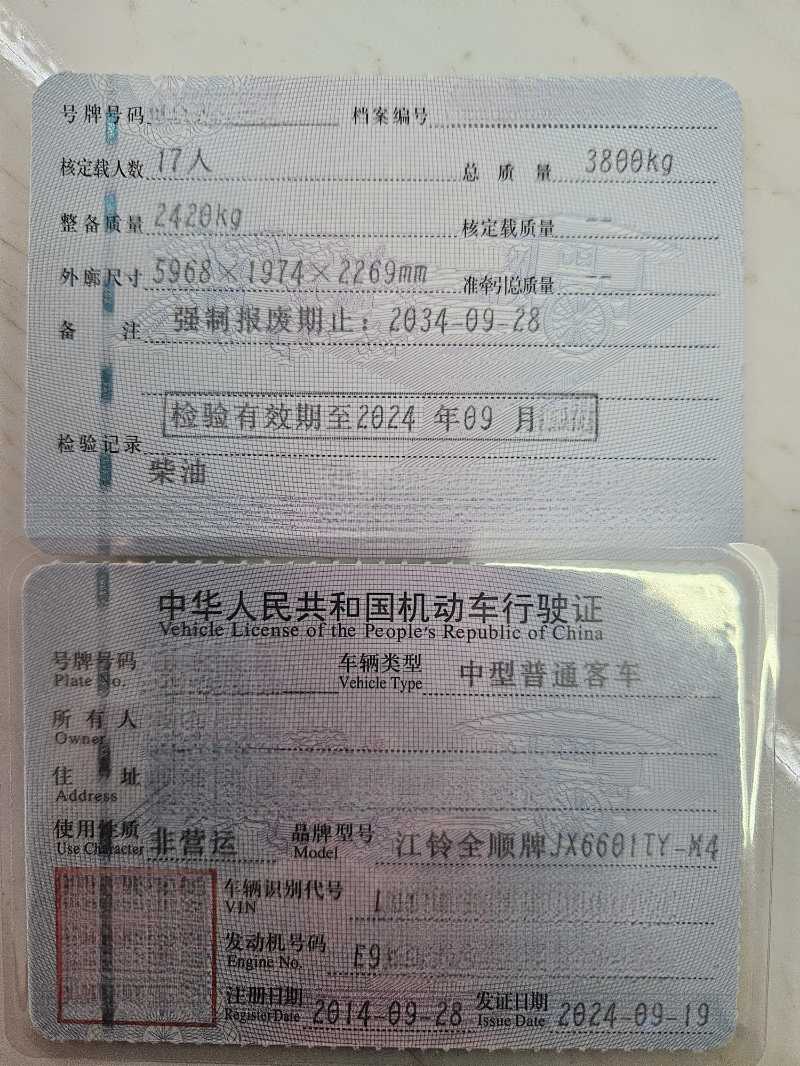 号牌号码 档案编号
核定载人数 17人 总质量 3800kg
整备质量 2420kg 核定载质量 --
外廓尺寸 5968×1974×2269mm 准牵引总质量 --
备注 强制报废期止：2034-09-28
检验有效期至2024 年09 月
检验记录
柴油
中华人民共和国机动车行驶证
Vehicle License of the People's Republic of China
号牌号码 车辆类型 中型普通客车
Plate No. Vehicle Type
所有人
Owner
住址
Address
使用性质 非营运 品牌型号 江铃全顺牌JX6601TY-M4
Use Character Model
车辆识别代号 L
VIN
发动机号码 E9
Engine No.
注册日期 2014-09-28 发证日期 2024-09-19
Register Date Issue Date